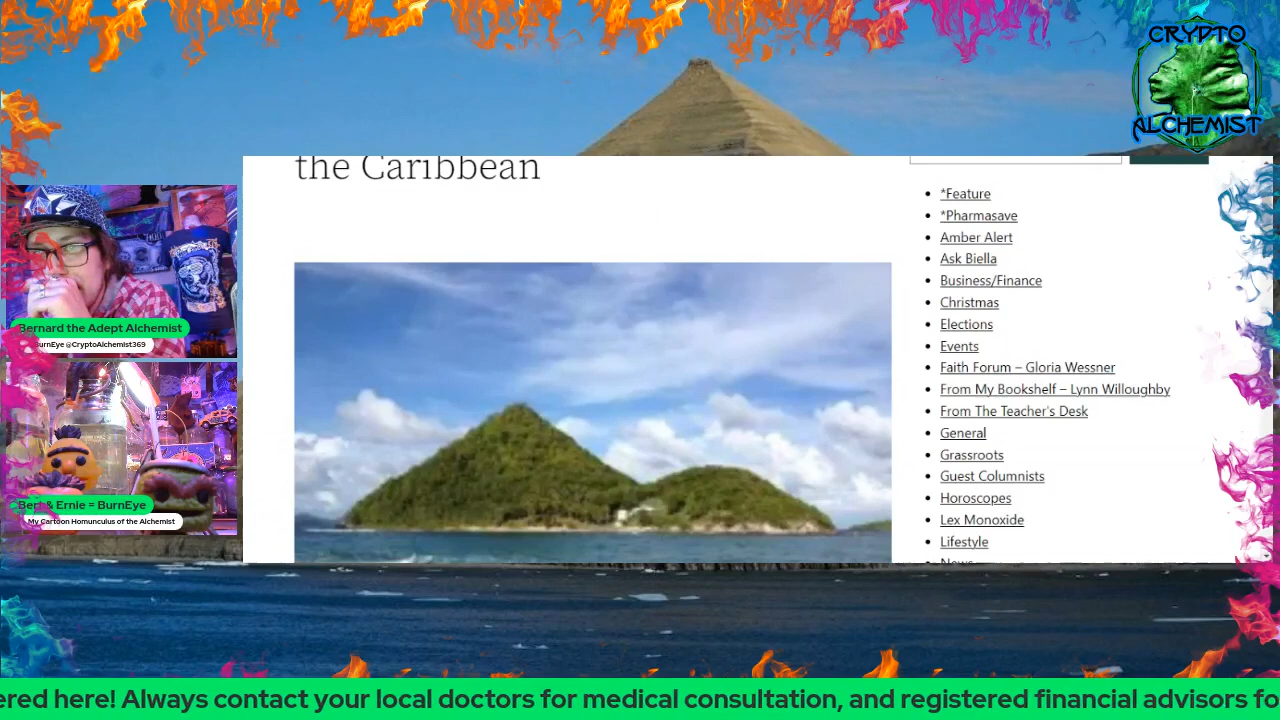 CRYPTO
ALCHEMIST
the Caribbean
*Feature
*Pharmasave
Amber Alert
Ask Biella
Business/Finance
Christmas
Elections
Events
Faith Forum – Gloria Wessner
From My Bookshelf – Lynn Willoughby
From The Teacher's Desk
General
Grassroots
Guest Columnists
Horoscopes
Lex Monoxide
Lifestyle
News
Bernard the Adept Alchemist
BurnEye @CryptoAlchemist369
Bert & Ernie = BurnEye
My Cartoon Homunculus of the Alchemist
ered here! Always contact your local doctors for medical consultation, and registered financial advisors fo